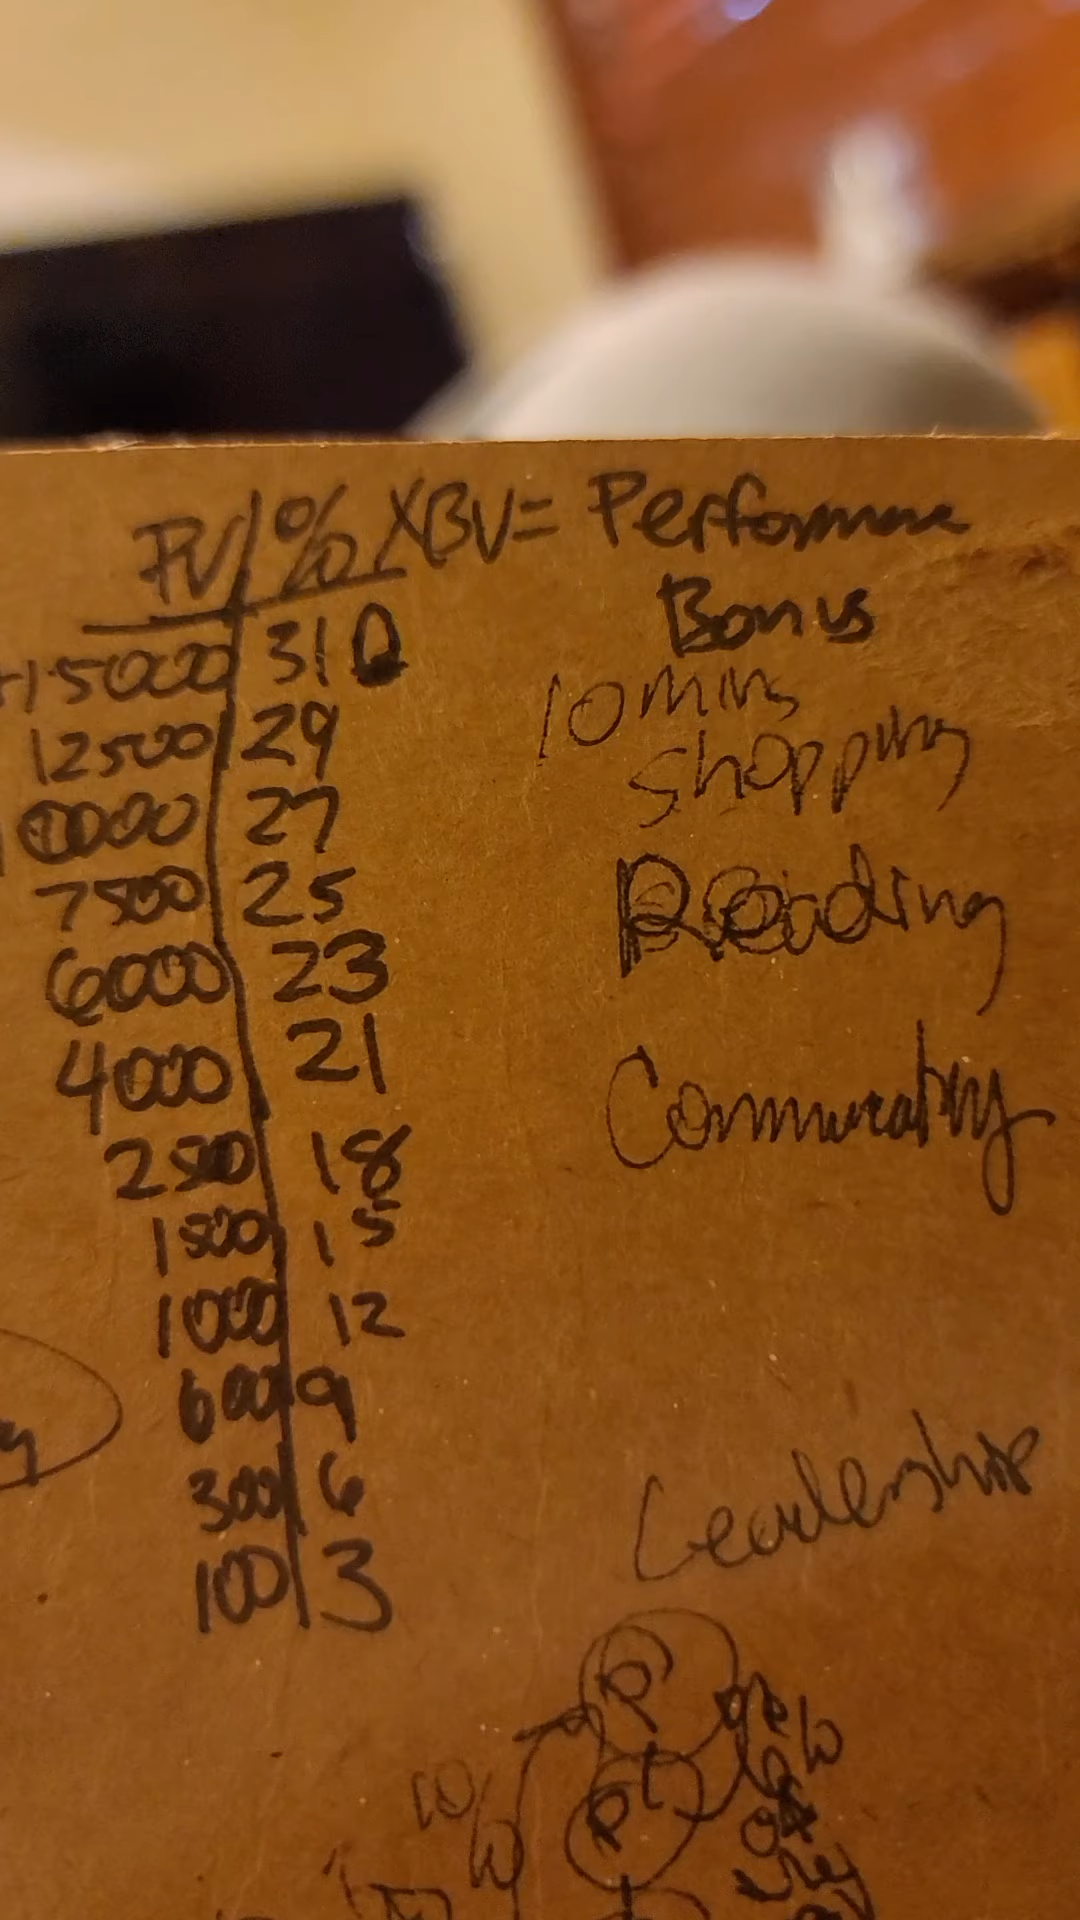 PV/% XBV= Performance
Bonus
+15000 31
12500 29
10000 27
7500 25
6000 23
4000 21
2500 18
1500 15
1000 12
600 9
300 6
100 3
10 mins
shopping
Reading
Leadership
P
P